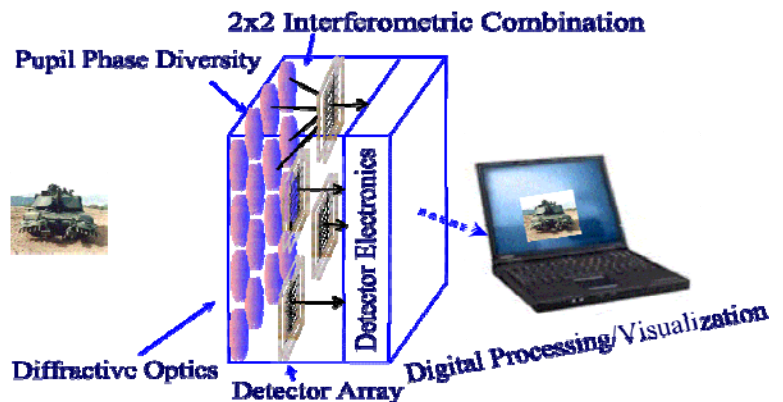 2x2 Interferometric Combination
Pupil Phase Diversity
Detector Electronics
Diffractive Optics
Detector Array
Digital Processing/Visualization